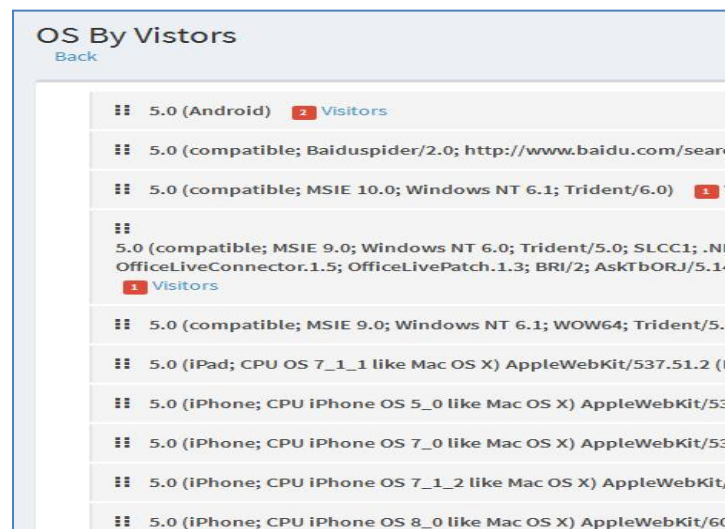 OS By Vistors
Back
5.0 (Android) 2 Visitors
5.0 (compatible; Baiduspider/2.0; http://www.baidu.com/sear
5.0 (compatible; MSIE 10.0; Windows NT 6.1; Trident/6.0) 1
5.0 (compatible; MSIE 9.0; Windows NT 6.0; Trident/5.0; SLCC1; .N
OfficeLiveConnector.1.5; OfficeLivePatch.1.3; BRI/2; AskTbORJ/5.14
1 Visitors
5.0 (compatible; MSIE 9.0; Windows NT 6.1; WOW64; Trident/5.
5.0 (iPad; CPU OS 7_1_1 like Mac OS X) AppleWebKit/537.51.2 (
5.0 (iPhone; CPU iPhone OS 5_0 like Mac OS X) AppleWebKit/53
5.0 (iPhone; CPU iPhone OS 7_0 like Mac OS X) AppleWebKit/53
5.0 (iPhone; CPU iPhone OS 7_1_2 like Mac OS X) AppleWebKit/
5.0 (iPhone; CPU iPhone OS 8_0 like Mac OS X) AppleWebKit/60